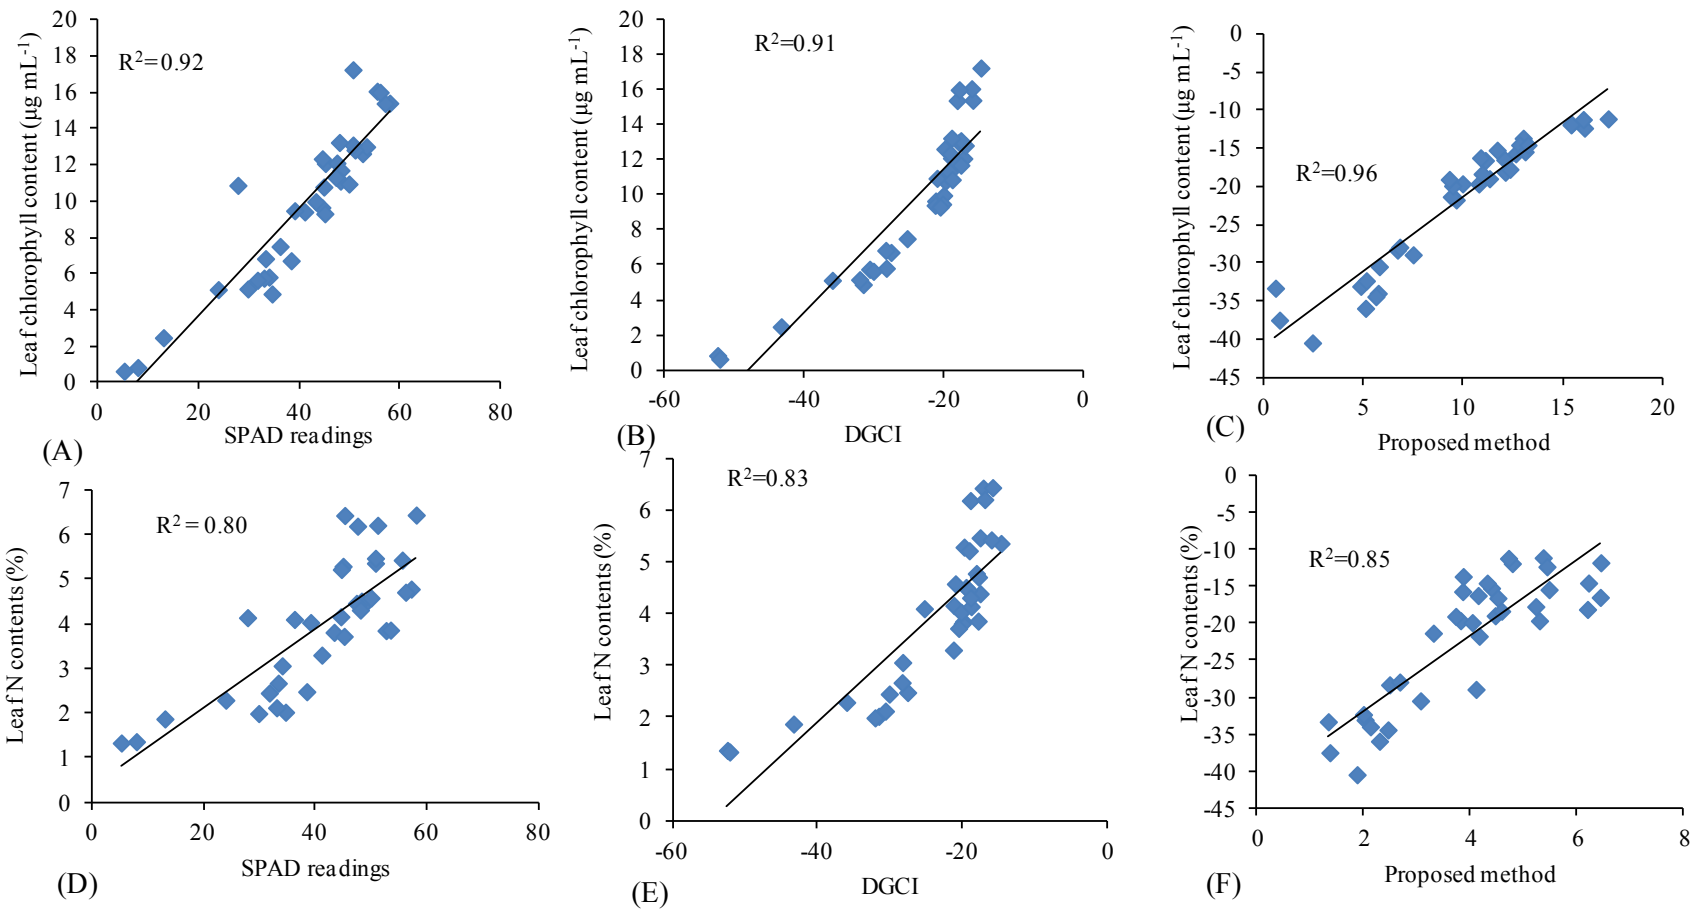 Leaf chlorophyll content (µg mL⁻¹)
20
18
16
14
12
10
8
6
4
2
0
R²=0.92
0 20 40 60 80
SPAD readings
(A)
Leaf chlorophyll content (µg mL⁻¹)
20
18
16
14
12
10
8
6
4
2
0
R²=0.91
-60 -40 -20 0
DGCI
(B)
Leaf chlorophyll content (µg mL⁻¹)
0
-5
-10
-15
-20
-25
-30
-35
-40
-45
R²=0.96
0 5 10 15 20
Proposed method
(C)
Leaf N contents (%)
7
6
5
4
3
2
1
0
R² = 0.80
0 20 40 60 80
SPAD readings
(D)
Leaf N contents (%)
7
6
5
4
3
2
1
0
R²=0.83
-60 -40 -20 0
DGCI
(E)
Leaf N contents (%)
0
-5
-10
-15
-20
-25
-30
-35
-40
-45
R²=0.85
0 2 4 6 8
Proposed method
(F)